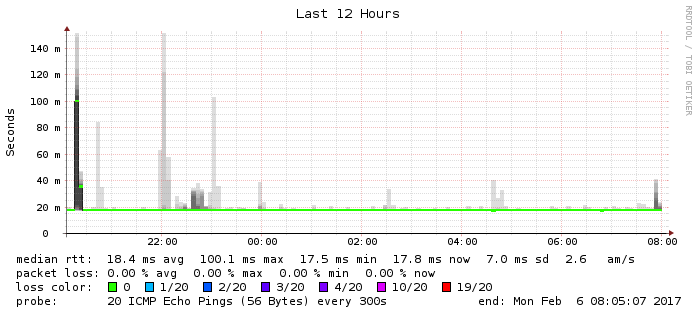 Last 12 Hours
RRDTOOL / TOBI OETIKER
Seconds
140 m
120 m
100 m
80 m
60 m
40 m
20 m
0
22:00 00:00 02:00 04:00 06:00 08:00
median rtt: 18.4 ms avg 100.1 ms max 17.5 ms min 17.8 ms now 7.0 ms sd 2.6 am/s
packet loss: 0.00 % avg 0.00 % max 0.00 % min 0.00 % now
loss color: 0 1/20 2/20 3/20 4/20 10/20 19/20
probe: 20 ICMP Echo Pings (56 Bytes) every 300s end: Mon Feb 6 08:05:07 2017